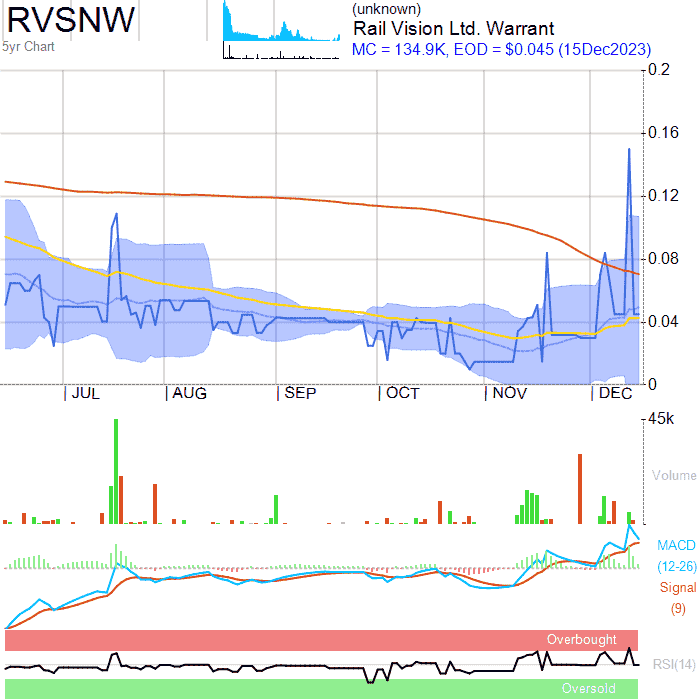 RVSNW
5yr Chart
(unknown)
Rail Vision Ltd. Warrant
MC = 134.9K, EOD = $0.045 (15Dec2023)
0.2
0.16
0.12
0.08
0.04
0
JUL AUG SEP OCT NOV DEC
45k
Volume
MACD
(12-26)
Signal
(9)
Overbought
RSI(14)
Oversold